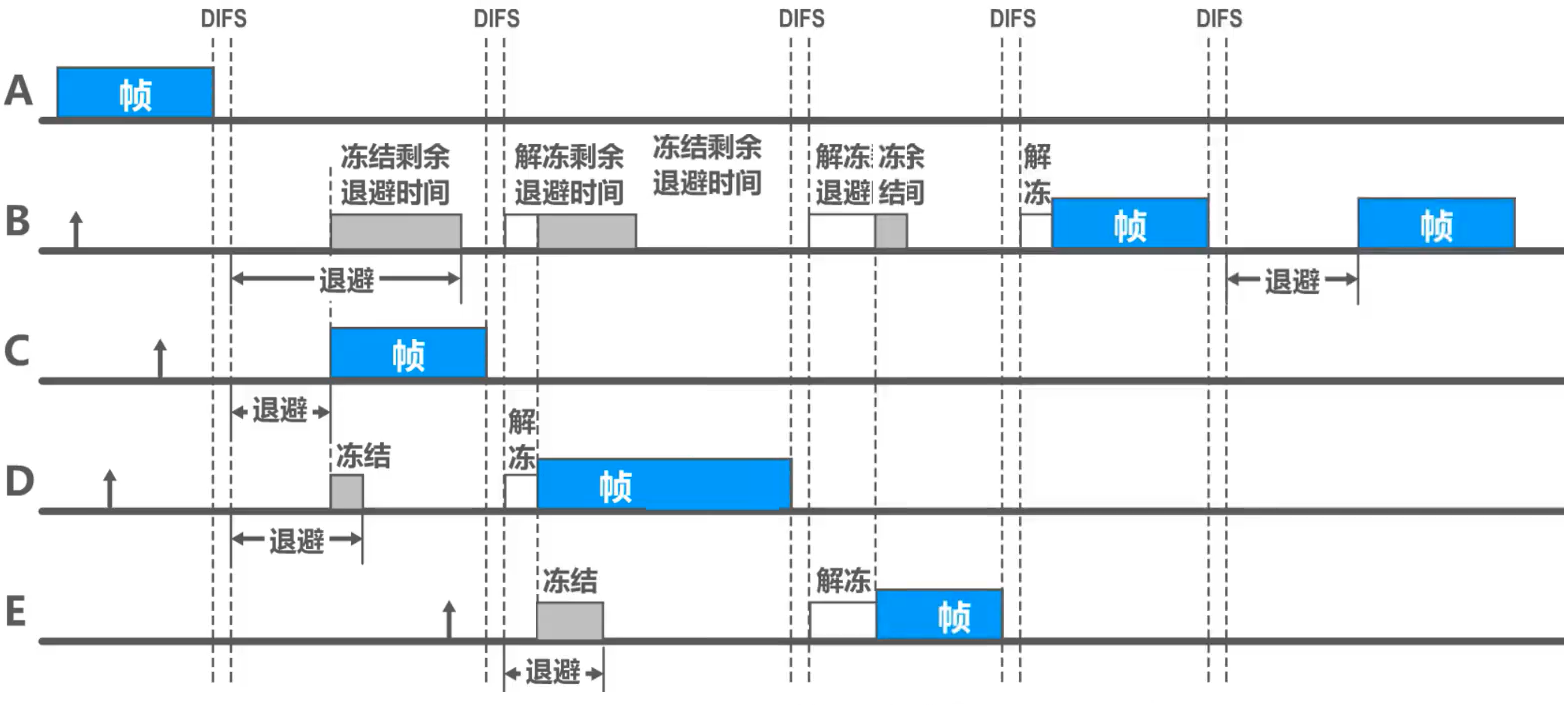 DIFS DIFS DIFS DIFS DIFS
A
帧
冻结剩余
退避时间
解冻剩余
退避时间
冻结剩余
退避时间
解冻
退避
冻余
结间
解
冻
B
帧
帧
退避
退避
C
帧
退避
解
冻
冻结
D
帧
退避
冻结
解冻
E
帧
退避